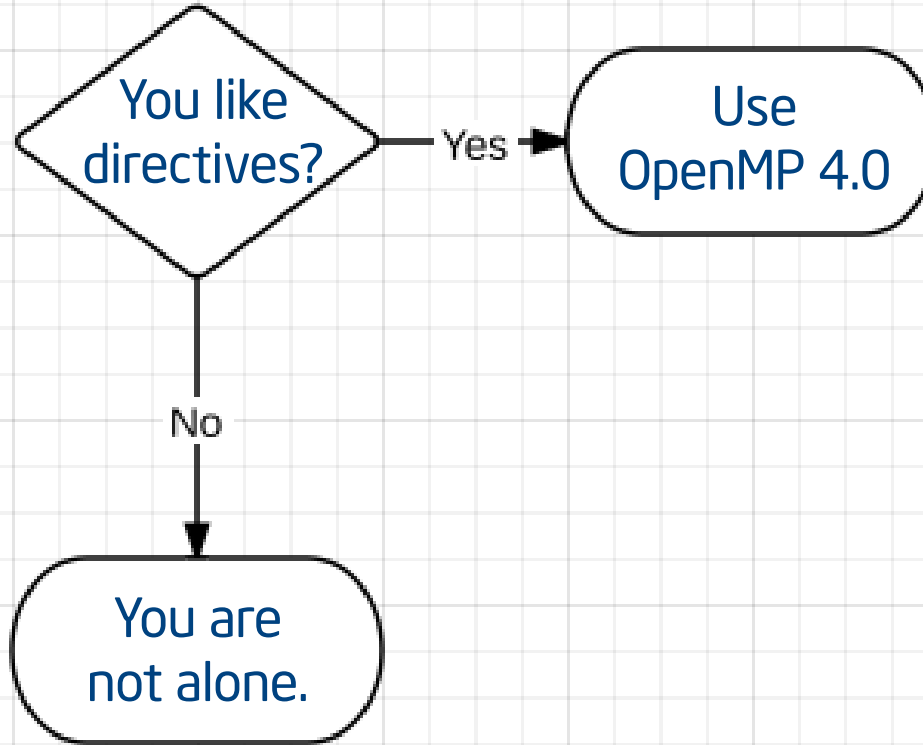 You like
directives?
Yes
Use
OpenMP 4.0
No
You are
not alone.